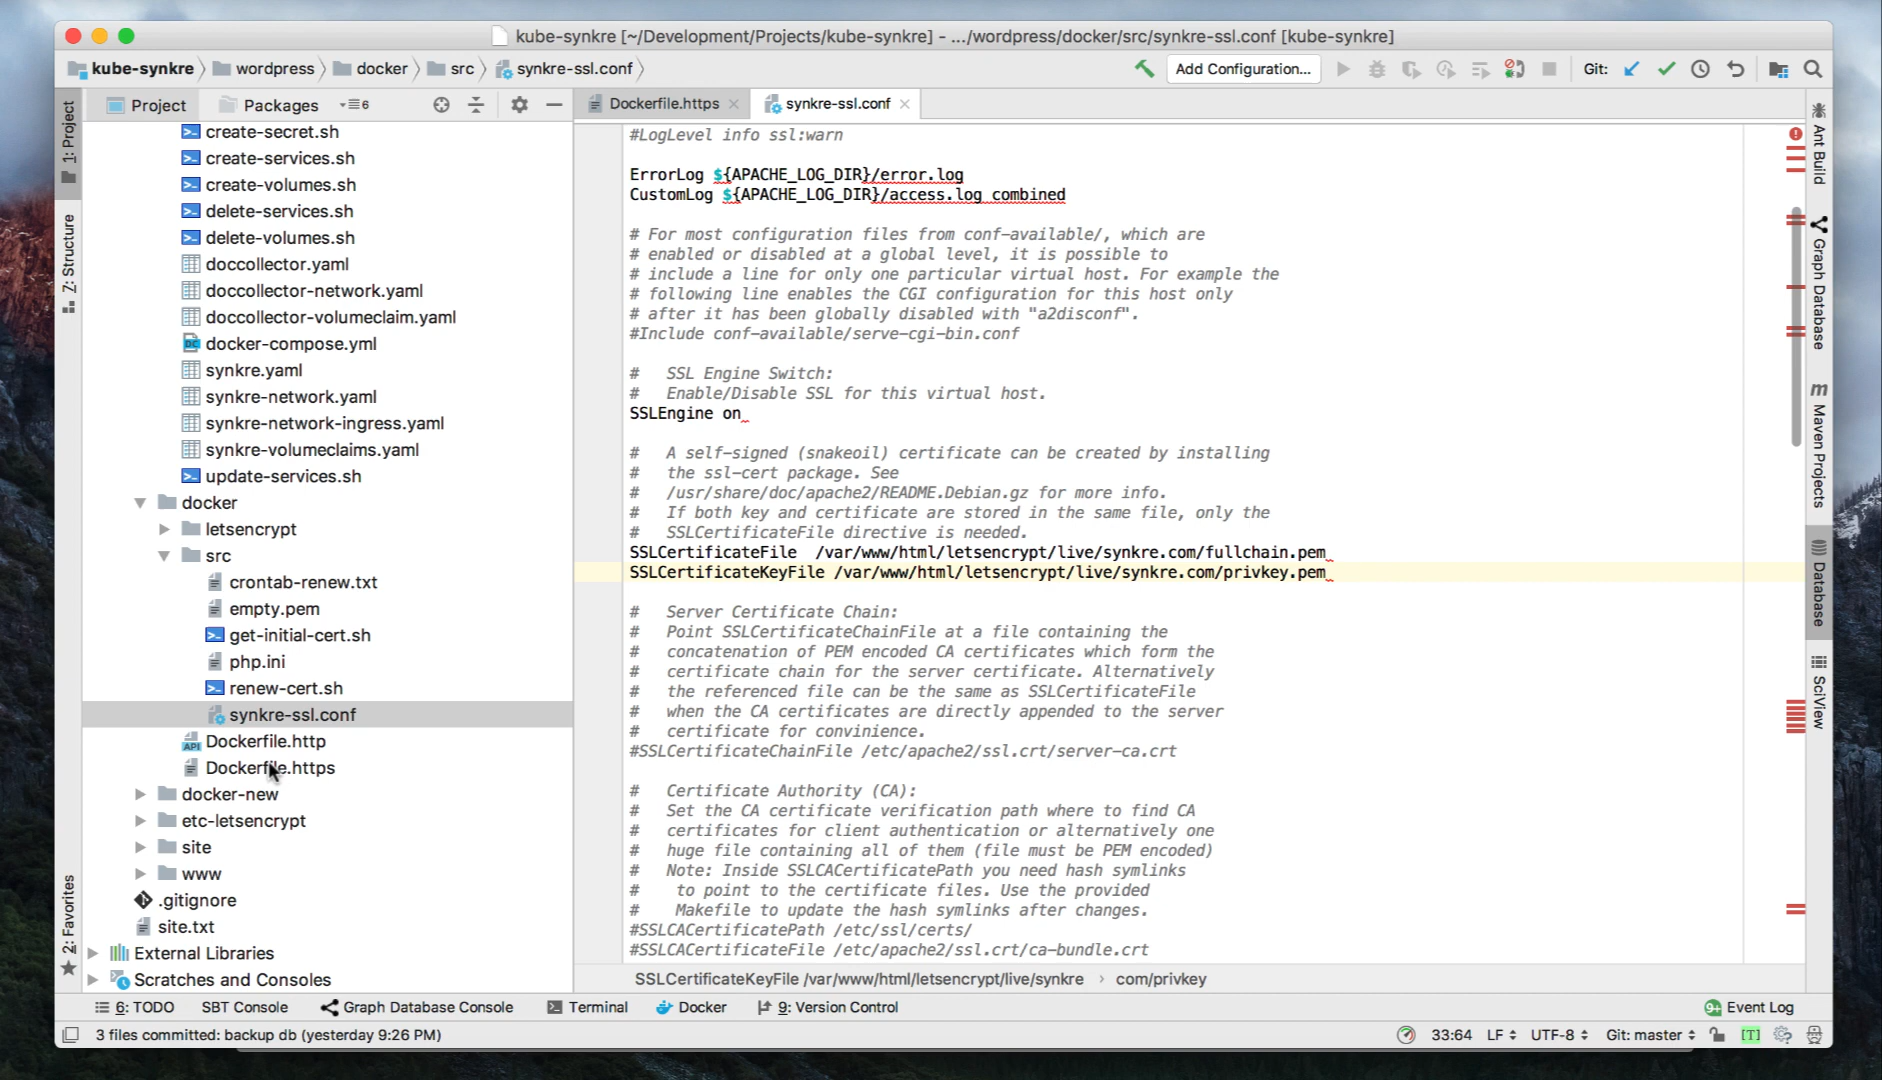 kube-synkre [~/Development/Projects/kube-synkre] - .../wordpress/docker/src/synkre-ssl.conf [kube-synkre]
kube-synkre wordpress docker src synkre-ssl.conf Add Configuration... Git:
Project Packages 6 Dockerfile.https synkre-ssl.conf
1: Project
Z: Structure
2: Favorites
create-secret.sh
create-services.sh
create-volumes.sh
delete-services.sh
delete-volumes.sh
doccollector.yaml
doccollector-network.yaml
doccollector-volumeclaim.yaml
DC docker-compose.yml
synkre.yaml
synkre-network.yaml
synkre-network-ingress.yaml
synkre-volumeclaims.yaml
update-services.sh
docker
letsencrypt
src
crontab-renew.txt
empty.pem
get-initial-cert.sh
php.ini
renew-cert.sh
synkre-ssl.conf
API Dockerfile.http
Dockerfile.https
docker-new
etc-letsencrypt
site
www
.gitignore
site.txt
External Libraries
Scratches and Consoles
#LogLevel info ssl:warn
ErrorLog ${APACHE_LOG_DIR}/error.log
CustomLog ${APACHE_LOG_DIR}/access.log combined
# For most configuration files from conf-available/, which are
# enabled or disabled at a global level, it is possible to
# include a line for only one particular virtual host. For example the
# following line enables the CGI configuration for this host only
# after it has been globally disabled with "a2disconf".
#Include conf-available/serve-cgi-bin.conf
#   SSL Engine Switch:
#   Enable/Disable SSL for this virtual host.
SSLEngine on
#   A self-signed (snakeoil) certificate can be created by installing
#   the ssl-cert package. See
#   /usr/share/doc/apache2/README.Debian.gz for more info.
#   If both key and certificate are stored in the same file, only the
#   SSLCertificateFile directive is needed.
SSLCertificateFile  /var/www/html/letsencrypt/live/synkre.com/fullchain.pem
SSLCertificateKeyFile /var/www/html/letsencrypt/live/synkre.com/privkey.pem
#   Server Certificate Chain:
#   Point SSLCertificateChainFile at a file containing the
#   concatenation of PEM encoded CA certificates which form the
#   certificate chain for the server certificate. Alternatively
#   the referenced file can be the same as SSLCertificateFile
#   when the CA certificates are directly appended to the server
#   certificate for convinience.
#SSLCertificateChainFile /etc/apache2/ssl.crt/server-ca.crt
#   Certificate Authority (CA):
#   Set the CA certificate verification path where to find CA
#   certificates for client authentication or alternatively one
#   huge file containing all of them (file must be PEM encoded)
#   Note: Inside SSLCACertificatePath you need hash symlinks
#    to point to the certificate files. Use the provided
#    Makefile to update the hash symlinks after changes.
#SSLCACertificatePath /etc/ssl/certs/
#SSLCACertificateFile /etc/apache2/ssl.crt/ca-bundle.crt
SSLCertificateKeyFile /var/www/html/letsencrypt/live/synkre › com/privkey
Ant Build
Graph Database
m Maven Projects
Database
SciView
6: TODO SBT Console Graph Database Console Terminal Docker 9: Version Control 9+ Event Log
3 files committed: backup db (yesterday 9:26 PM) 33:64 LF UTF-8 Git: master [T]